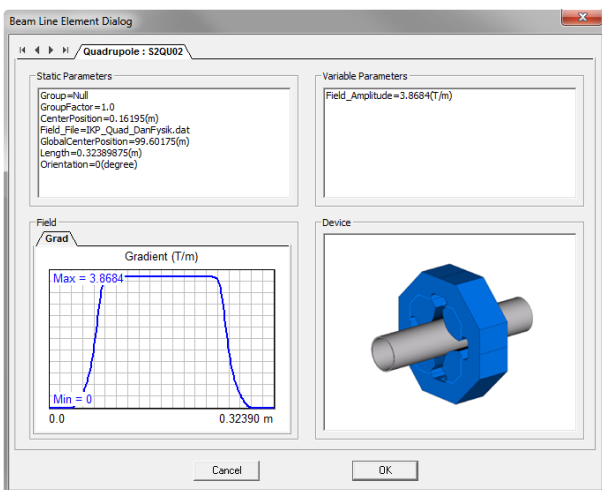 Beam Line Element Dialog
Quadrupole : S2QU02
Static Parameters
Group=Null
GroupFactor=1.0
CenterPosition=0.16195(m)
Field_File=IKP_Quad_DanFysik.dat
GlobalCenterPosition=99.60175(m)
Length=0.32389875(m)
Orientation=0(degree)
Variable Parameters
Field_Amplitude=3.8684(T/m)
Field
Grad
Gradient (T/m)
Max = 3.8684
Min = 0
0.0 0.32390 m
Device
Cancel OK